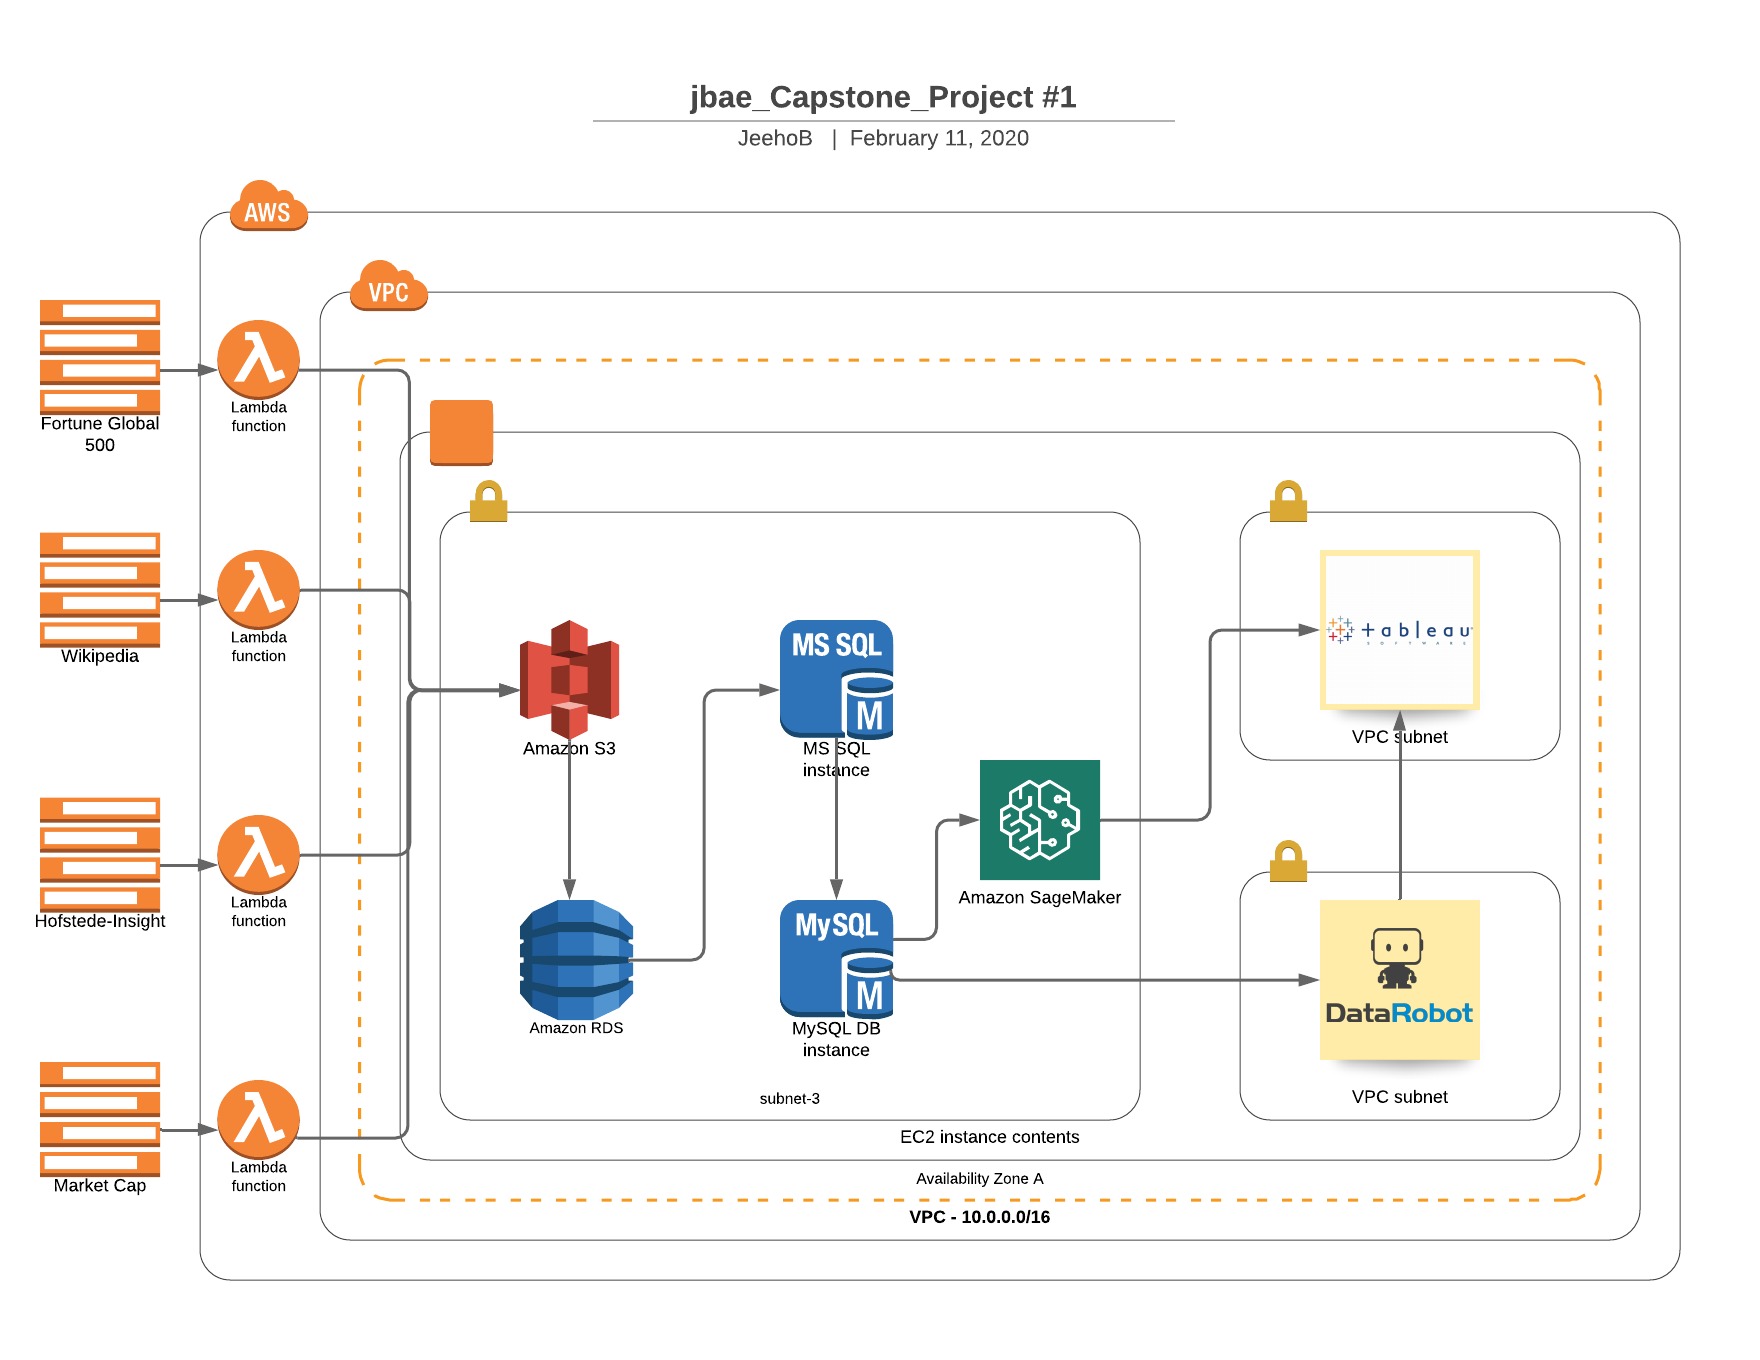 jbae_Capstone_Project #1
JeehoB | February 11, 2020
AWS
VPC
Fortune Global
500
Lambda
function
Wikipedia
Lambda
function
Hofstede-Insight
Lambda
function
Market Cap
Lambda
function
Amazon S3
MS SQL
M
MS SQL
instance
Amazon RDS
MySQL
M
MySQL DB
instance
Amazon SageMaker
tableau
SOFTWARE
VPC subnet
DataRobot
VPC subnet
subnet-3
EC2 instance contents
Availability Zone A
VPC - 10.0.0.0/16